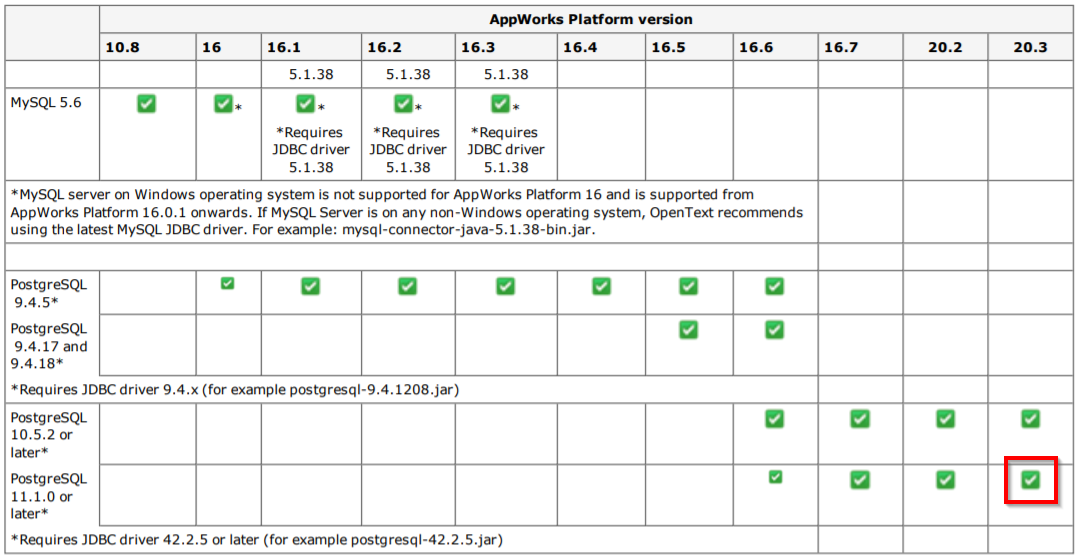 AppWorks Platform version
10.8 16 16.1 16.2 16.3 16.4 16.5 16.6 16.7 20.2 20.3
5.1.38 5.1.38 5.1.38
MySQL 5.6 * * * *
*Requires *Requires *Requires
JDBC driver JDBC driver JDBC driver
5.1.38 5.1.38 5.1.38
*MySQL server on Windows operating system is not supported for AppWorks Platform 16 and is supported from
AppWorks Platform 16.0.1 onwards. If MySQL Server is on any non-Windows operating system, OpenText recommends
using the latest MySQL JDBC driver. For example: mysql-connector-java-5.1.38-bin.jar.
PostgreSQL
9.4.5*
PostgreSQL
9.4.17 and
9.4.18*
*Requires JDBC driver 9.4.x (for example postgresql-9.4.1208.jar)
PostgreSQL
10.5.2 or
later*
PostgreSQL
11.1.0 or
later*
*Requires JDBC driver 42.2.5 or later (for example postgresql-42.2.5.jar)